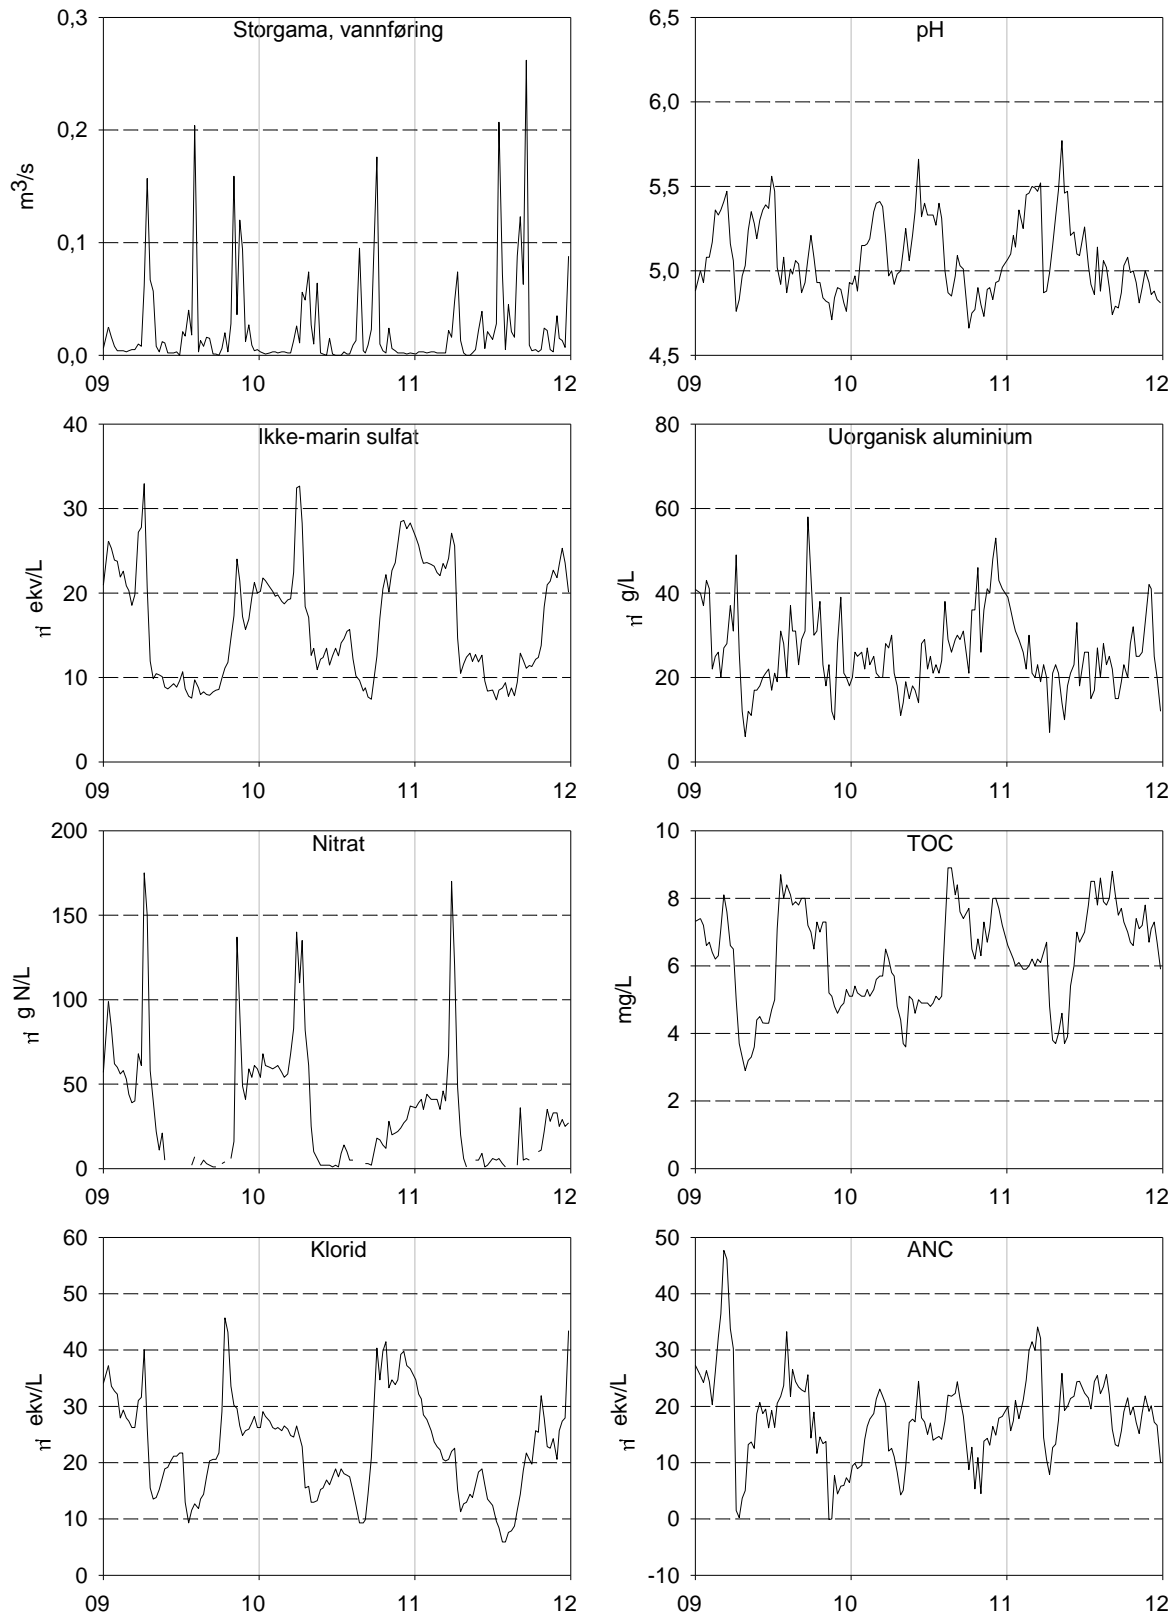 Storgama, vannføring
m3/s
0,3
0,2
0,1
0,0
09 10 11 12
pH
6,5
6,0
5,5
5,0
4,5
09 10 11 12
Ikke-marin sulfat
ekv/L
40
30
20
10
0
09 10 11 12
Uorganisk aluminium
g/L
80
60
40
20
0
09 10 11 12
Nitrat
g N/L
200
150
100
50
0
09 10 11 12
TOC
mg/L
10
8
6
4
2
0
09 10 11 12
Klorid
ekv/L
60
50
40
30
20
10
0
09 10 11 12
ANC
ekv/L
50
40
30
20
10
0
-10
09 10 11 12